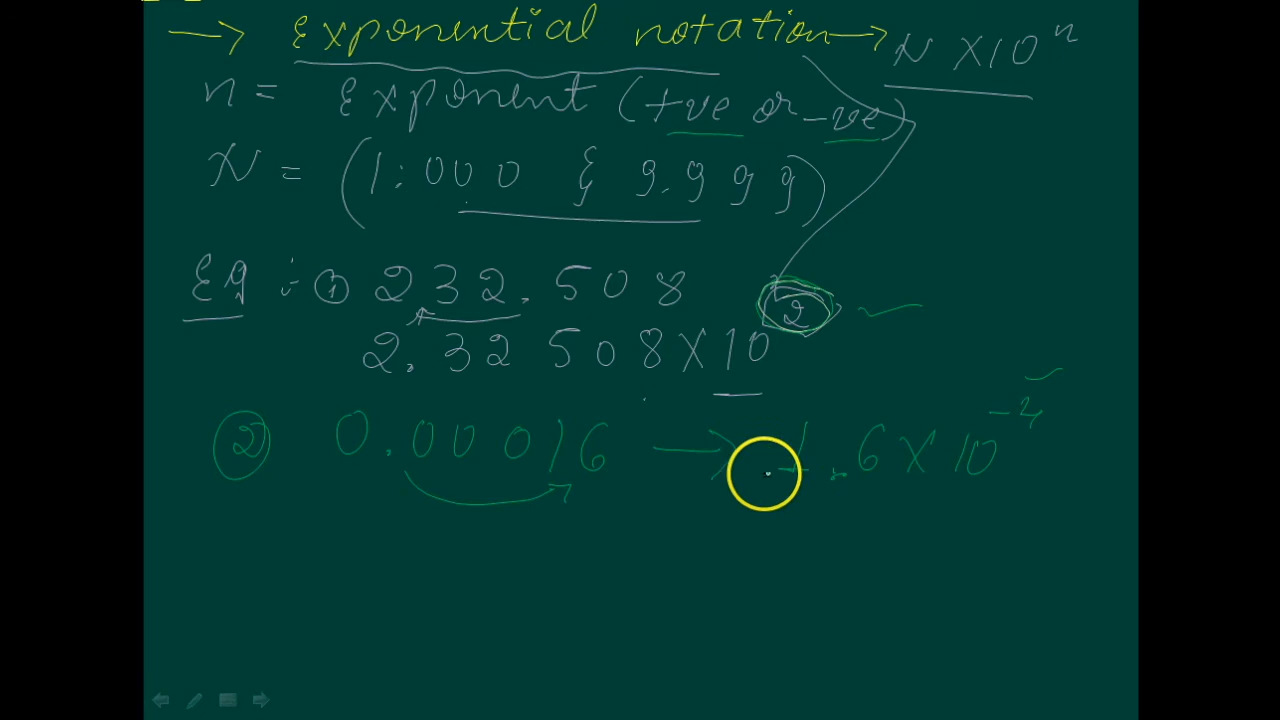 → Exponential notation → N X 10^n
n = Exponent (+ve or -ve)
N = (1.000 & 9.999)
Eg :- ① 232.508
2.32508 X 10^2
② 0.00016 → 1.6 X 10^-4